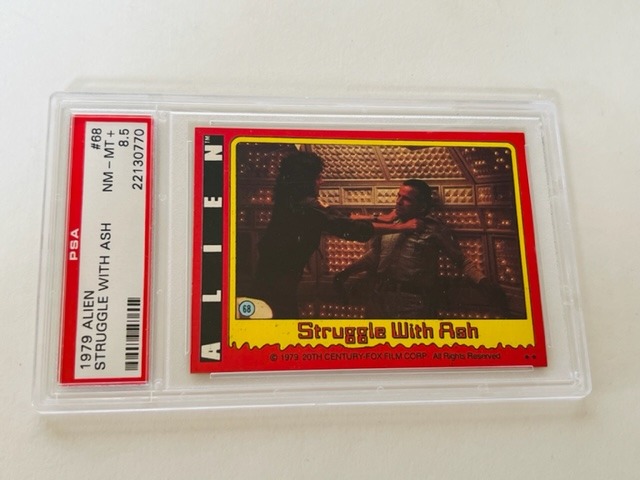 1979 ALIEN #68
STRUGGLE WITH ASH NM - MT + 8.5
PSA 22130770
A L I E N™
68
Struggle With Ash
© 1979 20TH CENTURY-FOX FILM CORP. All Rights Reserved.
**